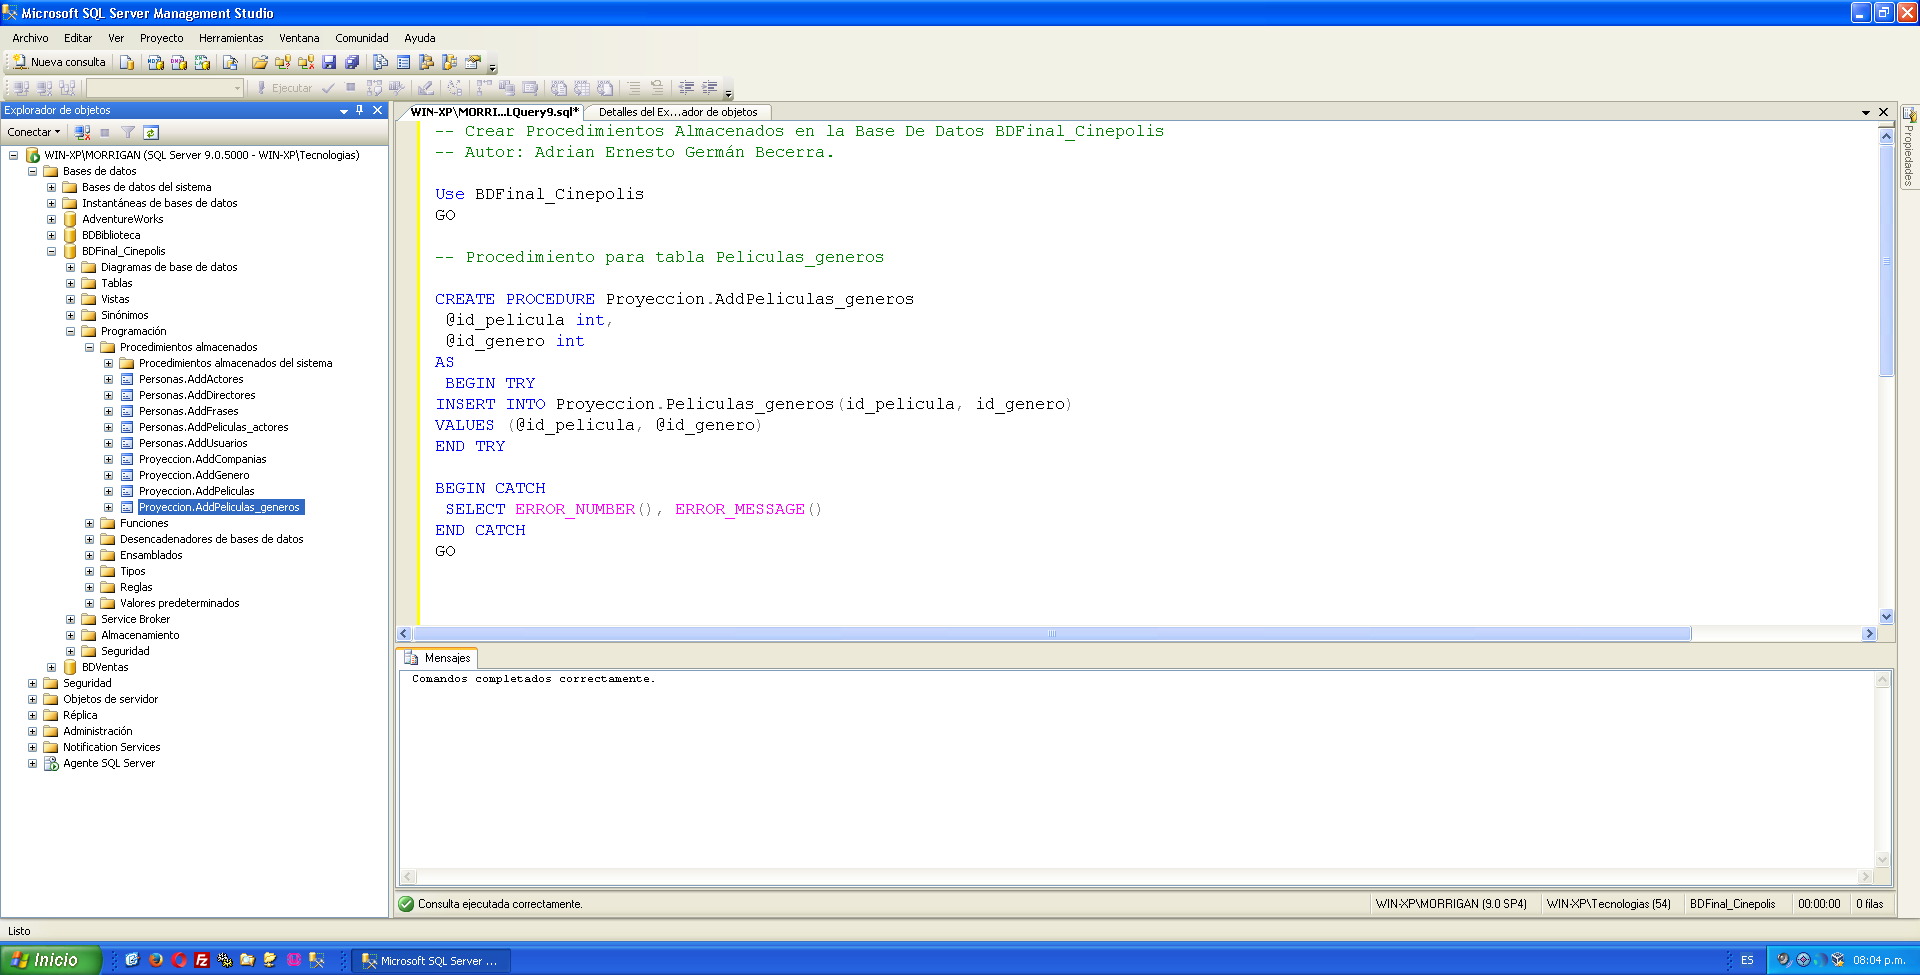 Microsoft SQL Server Management Studio
Archivo Editar Ver Proyecto Herramientas Ventana Comunidad Ayuda
Nueva consulta
Ejecutar
Explorador de objetos
Conectar
WIN-XP\MORRIGAN (SQL Server 9.0.5000 - WIN-XP\Tecnologias)
Bases de datos
Bases de datos del sistema
Instantáneas de bases de datos
AdventureWorks
BDBiblioteca
BDFinal_Cinepolis
Diagramas de base de datos
Tablas
Vistas
Sinónimos
Programación
Procedimientos almacenados
Procedimientos almacenados del sistema
Personas.AddActores
Personas.AddDirectores
Personas.AddFrases
Personas.AddPeliculas_actores
Personas.AddUsuarios
Proyeccion.AddCompanias
Proyeccion.AddGenero
Proyeccion.AddPeliculas
Proyeccion.AddPeliculas_generos
Funciones
Desencadenadores de bases de datos
Ensamblados
Tipos
Reglas
Valores predeterminados
Service Broker
Almacenamiento
Seguridad
BDVentas
Seguridad
Objetos de servidor
Réplica
Administración
Notification Services
Agente SQL Server
WIN-XP\MORRI...LQuery9.sql* Detalles del Ex...ador de objetos
-- Crear Procedimientos Almacenados en la Base De Datos BDFinal_Cinepolis
-- Autor: Adrian Ernesto Germán Becerra.
Use BDFinal_Cinepolis
GO
-- Procedimiento para tabla Peliculas_generos
CREATE PROCEDURE Proyeccion.AddPeliculas_generos
@id_pelicula int,
@id_genero int
AS
BEGIN TRY
INSERT INTO Proyeccion.Peliculas_generos(id_pelicula, id_genero)
VALUES (@id_pelicula, @id_genero)
END TRY
BEGIN CATCH
SELECT ERROR_NUMBER(), ERROR_MESSAGE()
END CATCH
GO
Propiedades
Mensajes
Comandos completados correctamente.
Consulta ejecutada correctamente. WIN-XP\MORRIGAN (9.0 SP4) WIN-XP\Tecnologias (54) BDFinal_Cinepolis 00:00:00 0 filas
Listo
Inicio Microsoft SQL Server ... ES 08:04 p.m.